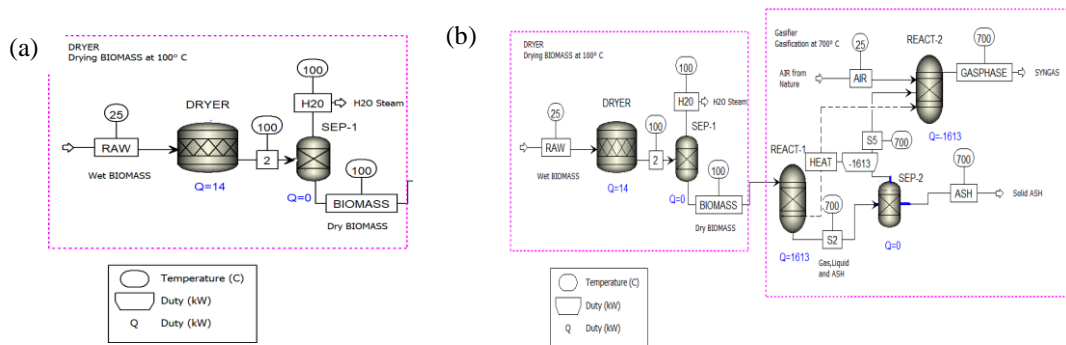 (a)
DRYER
Drying BIOMASS at 100° C
100
H20
H2O Steam
DRYER
25
RAW
Wet BIOMASS
100
2
SEP-1
Q=14
Q=0
100
BIOMASS
Dry BIOMASS
Temperature (C)
Duty (kW)
Q Duty (kW)
(b)
DRYER
Drying BIOMASS at 100° C
100
H20
H2O Steam
DRYER
25
RAW
Wet BIOMASS
100
2
SEP-1
Q=14
Q=0
100
BIOMASS
Dry BIOMASS
Temperature (C)
Duty (kW)
Q Duty (kW)
Gasifier
Gasification at 700° C
REACT-2
25
AIR from
Nature
AIR
700
GASPHASE
SYNGAS
Q=-1613
S5
700
REACT-1
HEAT
-1613
SEP-2
700
ASH
Solid ASH
700
S2
Q=1613
Q=0
Gas,Liquid
and ASH